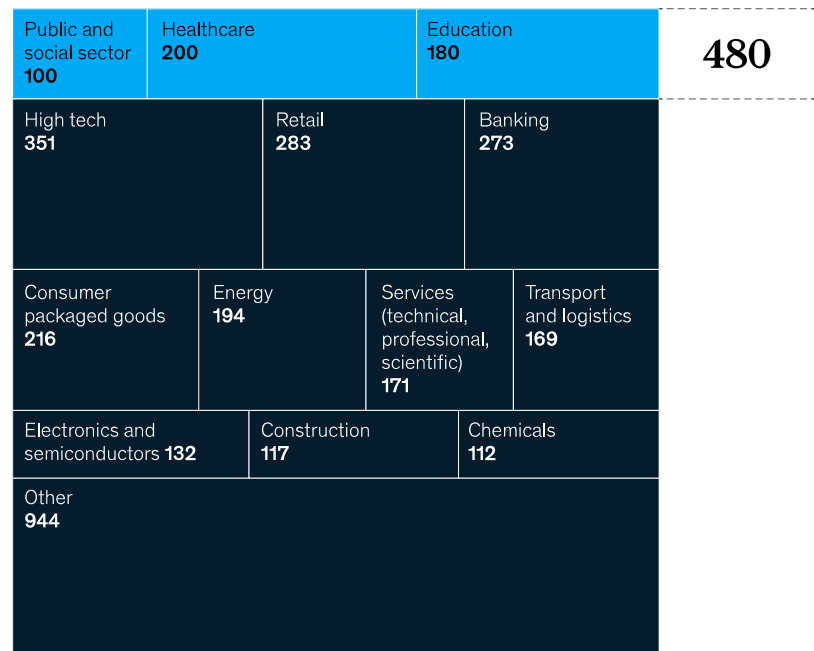 Public and
social sector
100
Healthcare
200
Education
180
480
High tech
351
Retail
283
Banking
273
Consumer
packaged goods
216
Energy
194
Services
(technical,
professional,
scientific)
171
Transport
and logistics
169
Electronics and
semiconductors 132
Construction
117
Chemicals
112
Other
944